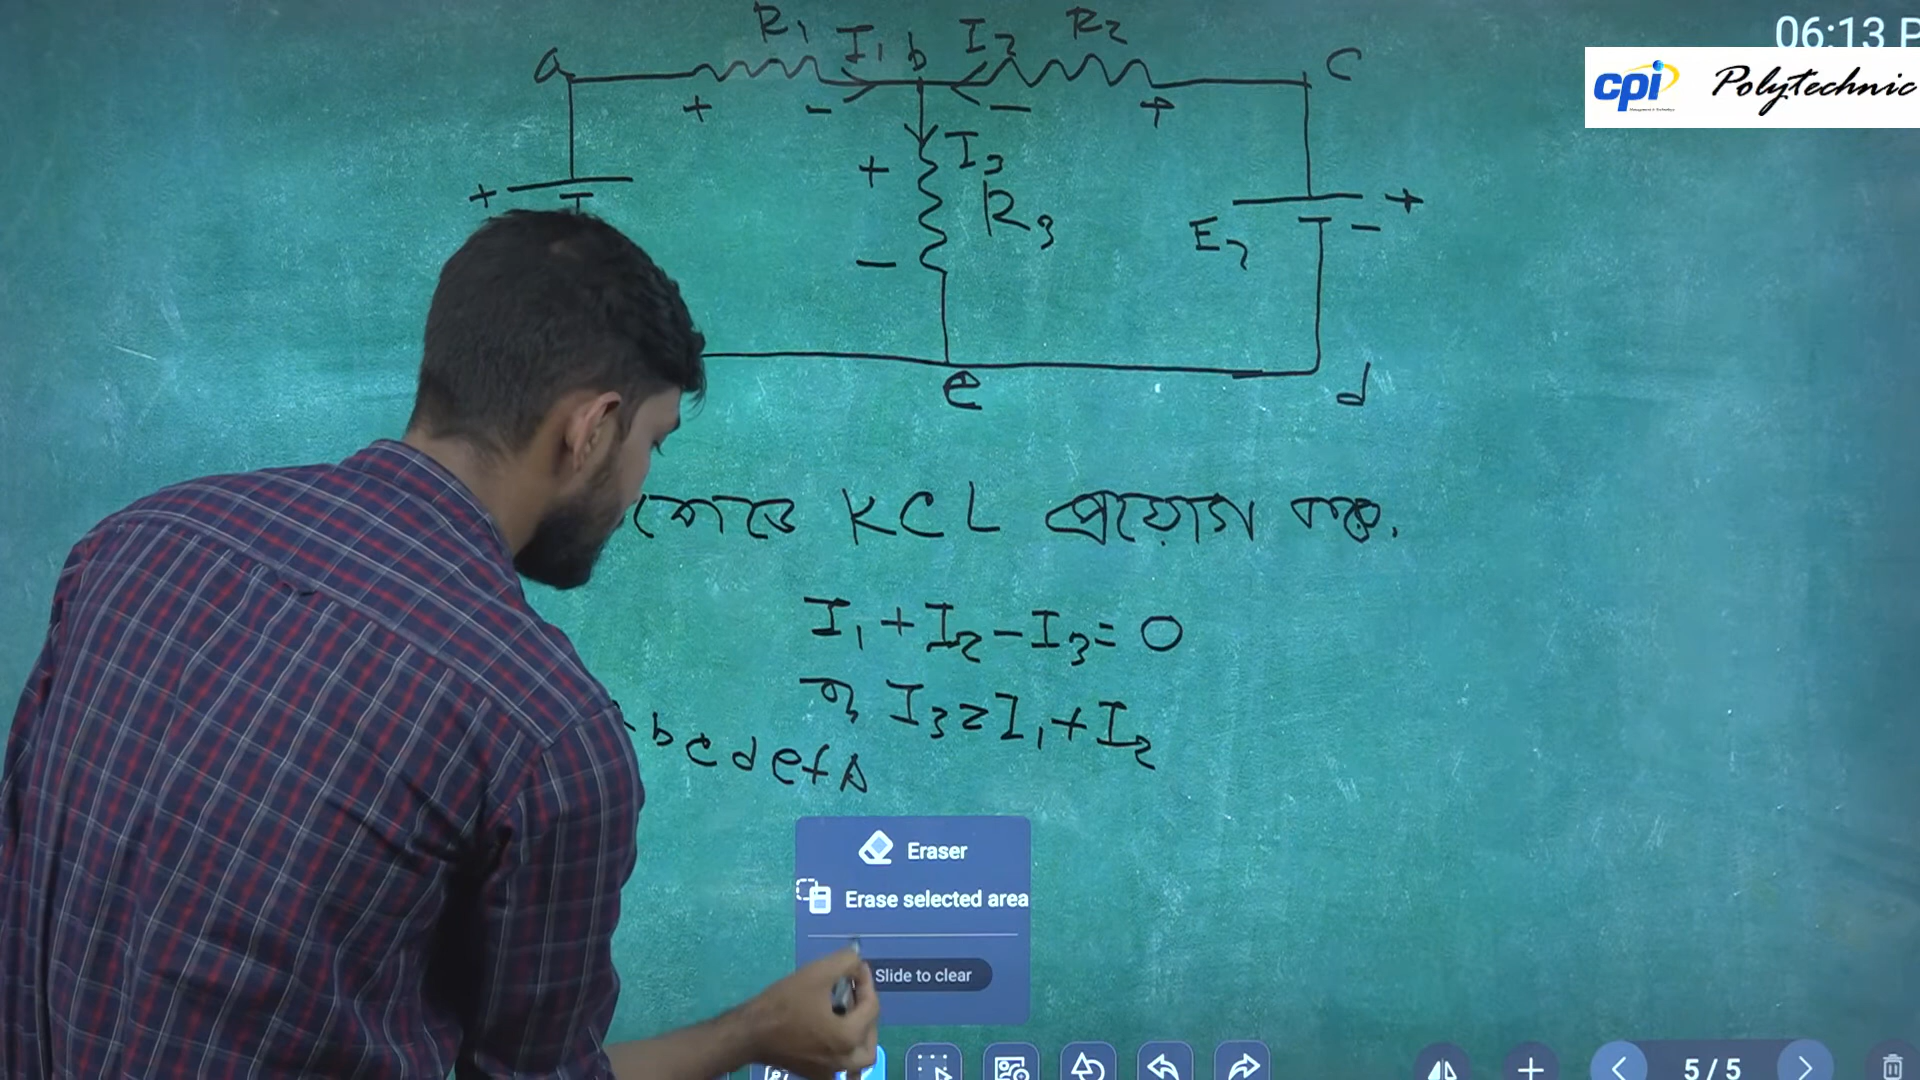 06:13 P
cpi Polytechnic
R1 I1 b I2 R2
a c
+ - - +
I3
+ + R3 +
- E2 -
e d
KCL প্রয়োগ করে,
I1 + I2 - I3 = 0
বা I3 = I1 + I2
b c d e f A
Eraser
Erase selected area
Slide to clear
5 / 5